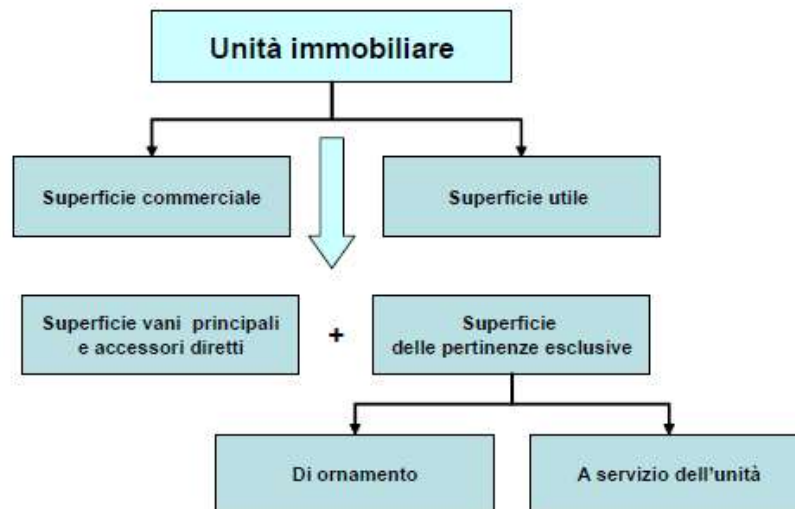 Unità immobiliare
Superficie commerciale
Superficie utile
Superficie vani principali
e accessori diretti
+
Superficie
delle pertinenze esclusive
Di ornamento
A servizio dell'unità